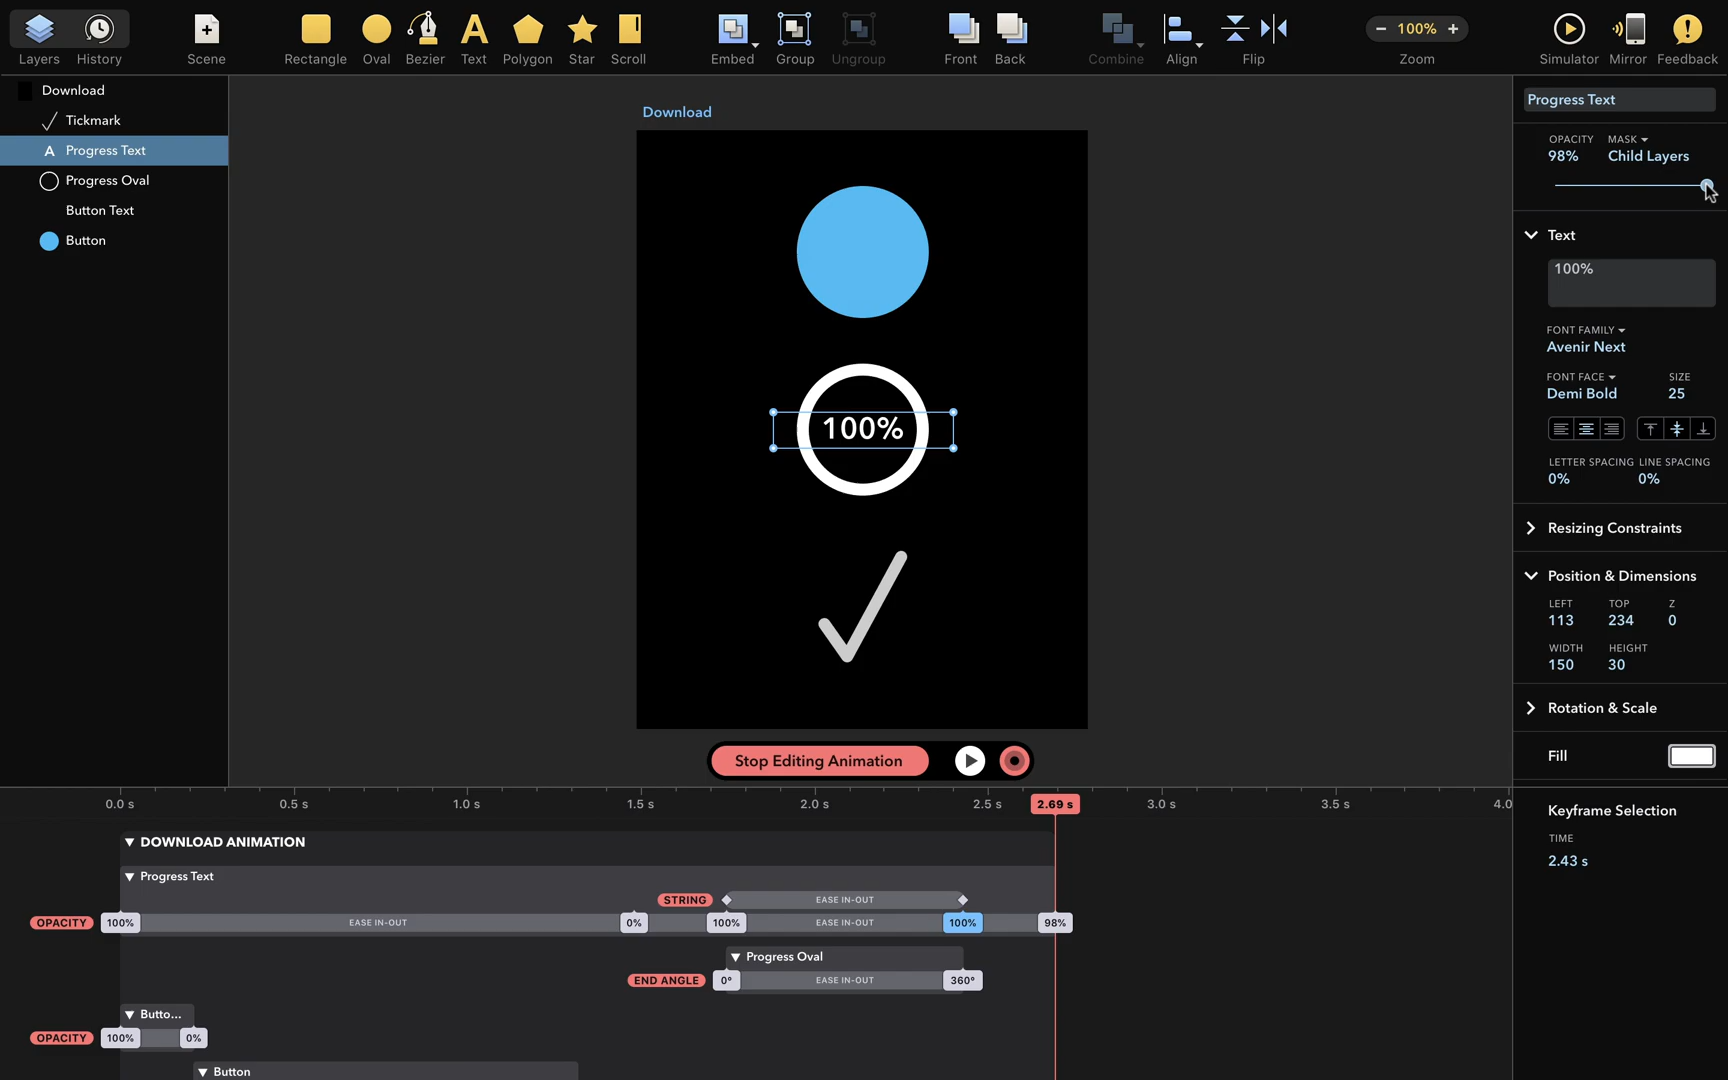 Layers
History
Scene
Rectangle
Oval
Bezier
Text
Polygon
Star
Scroll
Embed
Group
Ungroup
Front
Back
Combine
Align
Flip
100%
Zoom
Simulator
Mirror
Feedback
Download
Tickmark
A Progress Text
Progress Oval
Button Text
Button
Download
100%
Progress Text
OPACITY MASK
98% Child Layers
Text
100%
FONT FAMILY
Avenir Next
FONT FACE SIZE
Demi Bold 25
LETTER SPACING LINE SPACING
0% 0%
Resizing Constraints
Position & Dimensions
LEFT TOP Z
113 234 0
WIDTH HEIGHT
150 30
Rotation & Scale
Fill
Stop Editing Animation
0.0 s 0.5 s 1.0 s 1.5 s 2.0 s 2.5 s 2.69 s 3.0 s 3.5 s 4.0
DOWNLOAD ANIMATION
Progress Text
STRING EASE IN-OUT
OPACITY 100% EASE IN-OUT 0% 100% EASE IN-OUT 100% 98%
Progress Oval
END ANGLE 0° EASE IN-OUT 360°
Butto...
OPACITY 100% 0%
Button
Keyframe Selection
TIME
2.43 s